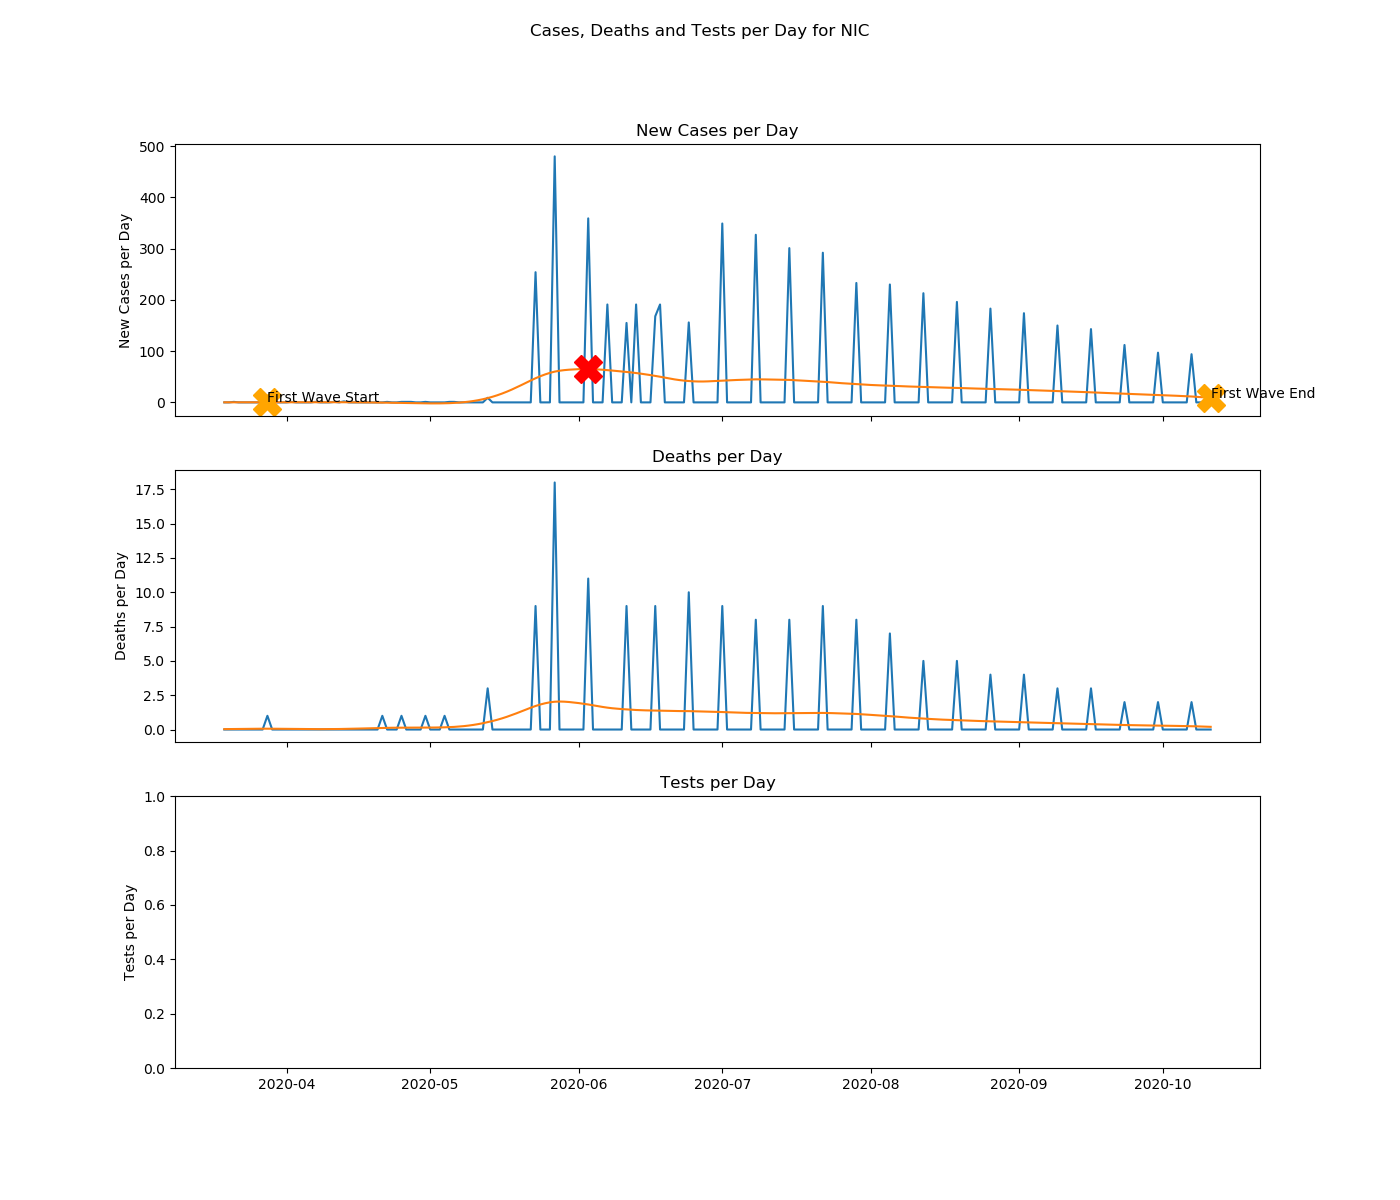 Cases, Deaths and Tests per Day for NIC
New Cases per Day
New Cases per Day
500
400
300
200
100
0
First Wave Start
First Wave End
Deaths per Day
Deaths per Day
17.5
15.0
12.5
10.0
7.5
5.0
2.5
0.0
Tests per Day
Tests per Day
1.0
0.8
0.6
0.4
0.2
0.0
2020-04 2020-05 2020-06 2020-07 2020-08 2020-09 2020-10